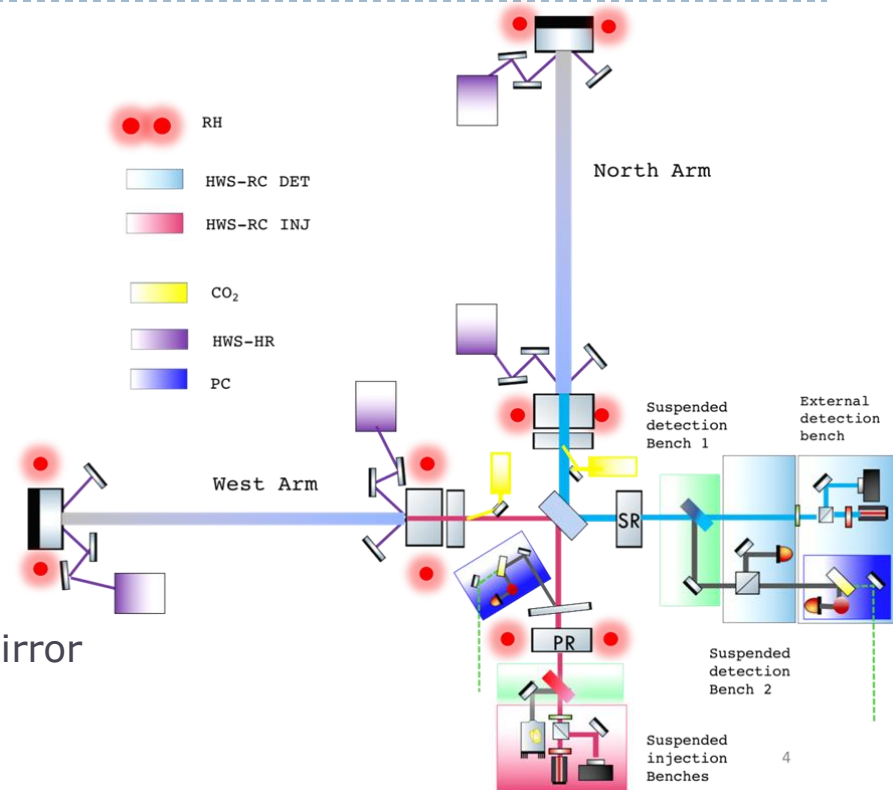 RH
HWS-RC DET
HWS-RC INJ
CO₂
HWS-HR
PC
North Arm
West Arm
Suspended
detection
Bench 1
External
detection
bench
SR
PR
irror
Suspended
detection
Bench 2
Suspended
injection
Benches
4